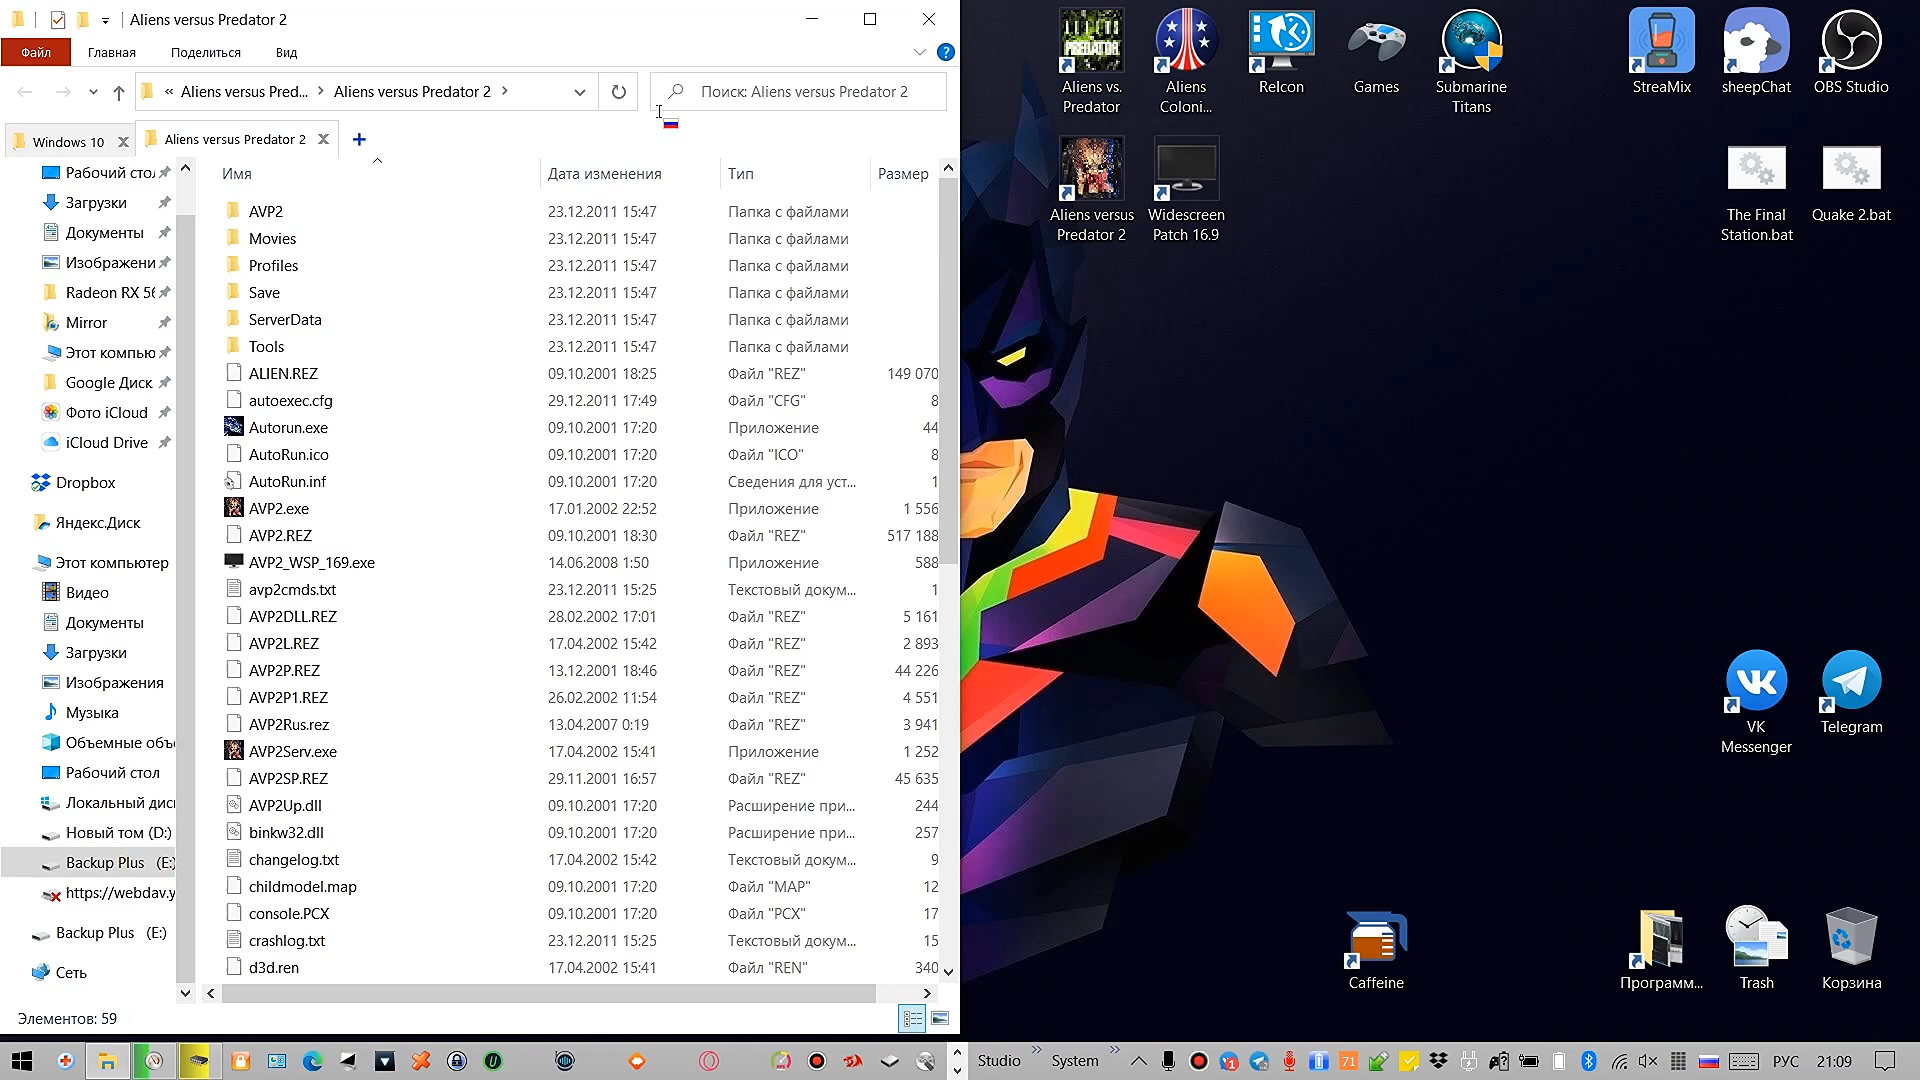 Aliens versus Predator 2
Файл Главная Поделиться Вид
« Aliens versus Pred... > Aliens versus Predator 2 >
Поиск: Aliens versus Predator 2
Windows 10
Aliens versus Predator 2
Рабочий сто
Загрузки
Документы
Изображени
Radeon RX 56
Mirror
Этот компью
Google Диск
Фото iCloud
iCloud Drive
Dropbox
Яндекс.Диск
Этот компьютер
Видео
Документы
Загрузки
Изображения
Музыка
Объемные объ
Рабочий стол
Локальный дис
Новый том (D:)
Backup Plus (E:)
https://webdav.y
Backup Plus (E:)
Сеть
Имя Дата изменения Тип Размер
AVP2 23.12.2011 15:47 Папка с файлами
Movies 23.12.2011 15:47 Папка с файлами
Profiles 23.12.2011 15:47 Папка с файлами
Save 23.12.2011 15:47 Папка с файлами
ServerData 23.12.2011 15:47 Папка с файлами
Tools 23.12.2011 15:47 Папка с файлами
ALIEN.REZ 09.10.2001 18:25 Файл "REZ" 149 070
autoexec.cfg 29.12.2011 17:49 Файл "CFG" 8
Autorun.exe 09.10.2001 17:20 Приложение 44
AutoRun.ico 09.10.2001 17:20 Файл "ICO" 8
AutoRun.inf 09.10.2001 17:20 Сведения для уст... 1
AVP2.exe 17.01.2002 22:52 Приложение 1 556
AVP2.REZ 09.10.2001 18:30 Файл "REZ" 517 188
AVP2_WSP_169.exe 14.06.2008 1:50 Приложение 588
avp2cmds.txt 23.12.2011 15:25 Текстовый докум... 1
AVP2DLL.REZ 28.02.2002 17:01 Файл "REZ" 5 161
AVP2L.REZ 17.04.2002 15:42 Файл "REZ" 2 893
AVP2P.REZ 13.12.2001 18:46 Файл "REZ" 44 226
AVP2P1.REZ 26.02.2002 11:54 Файл "REZ" 4 551
AVP2Rus.rez 13.04.2007 0:19 Файл "REZ" 3 941
AVP2Serv.exe 17.04.2002 15:41 Приложение 1 252
AVP2SP.REZ 29.11.2001 16:57 Файл "REZ" 45 635
AVP2Up.dll 09.10.2001 17:20 Расширение при... 244
binkw32.dll 09.10.2001 17:20 Расширение при... 257
changelog.txt 17.04.2002 15:42 Текстовый докум... 9
childmodel.map 09.10.2001 17:20 Файл "MAP" 12
console.PCX 09.10.2001 17:20 Файл "PCX" 17
crashlog.txt 23.12.2011 15:25 Текстовый докум... 15
d3d.ren 17.04.2002 15:41 Файл "REN" 340
Элементов: 59
Aliens vs. Predator
Aliens Coloni...
ReIcon
Games
Submarine Titans
StreaMix
sheepChat
OBS Studio
Aliens versus Predator 2
Widescreen Patch 16.9
The Final Station.bat
Quake 2.bat
VK Messenger
Telegram
Caffeine
Программ...
Trash
Корзина
Studio » System » 71 РУС 21:09